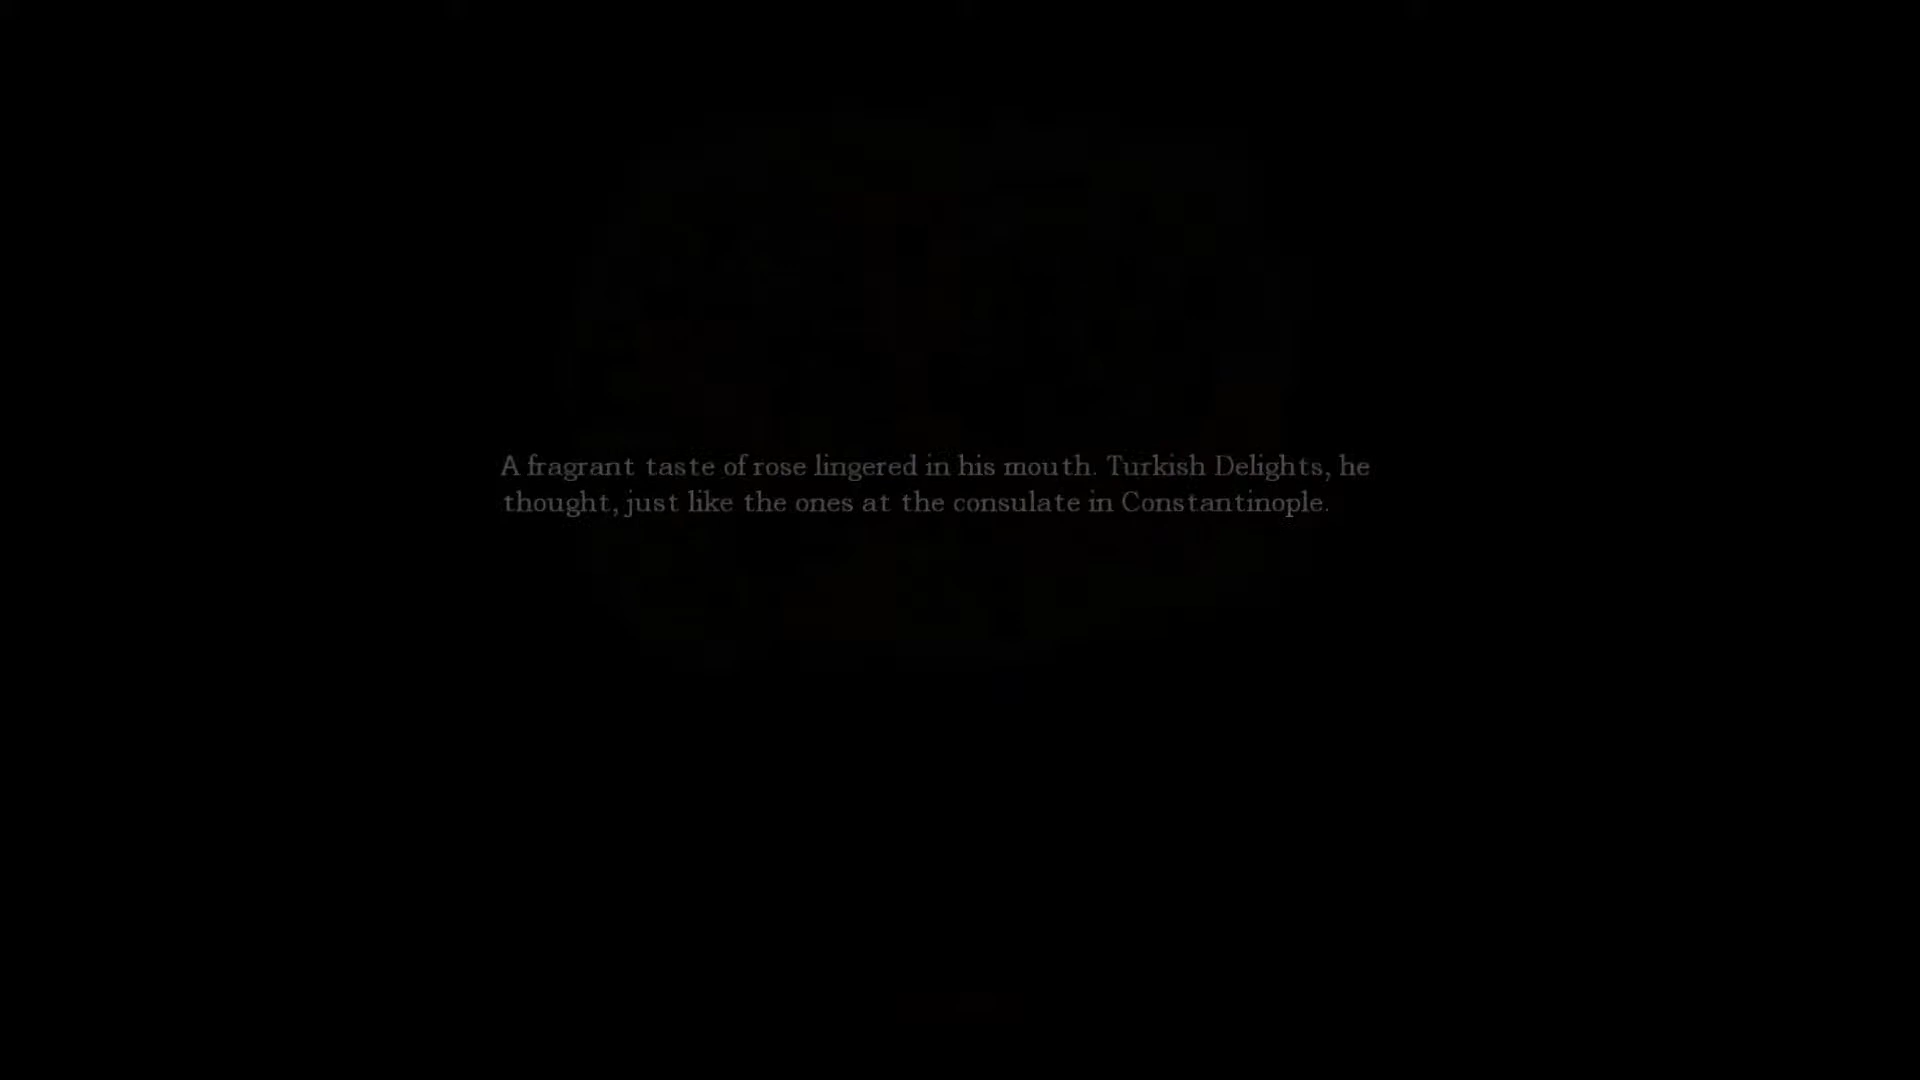 A fragrant taste of rose lingered in his mouth. Turkish Delights, he
thought, just like the ones at the consulate in Constantinople.